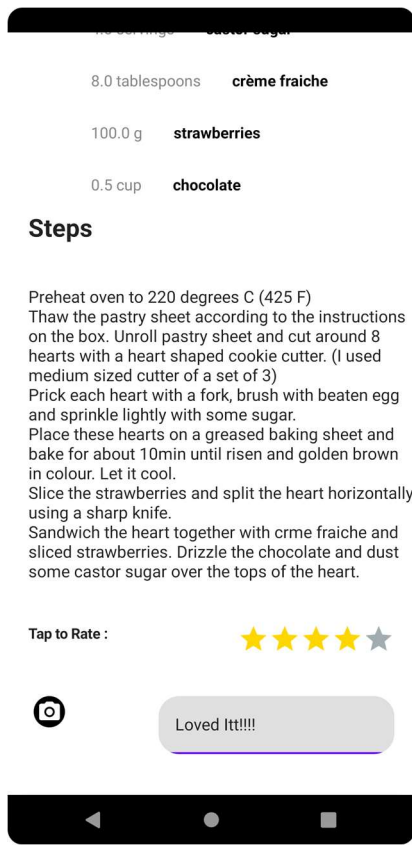 8.0 tablespoons crème fraiche
100.0 g strawberries
0.5 cup chocolate
Steps
Preheat oven to 220 degrees C (425 F)
Thaw the pastry sheet according to the instructions
on the box. Unroll pastry sheet and cut around 8
hearts with a heart shaped cookie cutter. (I used
medium sized cutter of a set of 3)
Prick each heart with a fork, brush with beaten egg
and sprinkle lightly with some sugar.
Place these hearts on a greased baking sheet and
bake for about 10min until risen and golden brown
in colour. Let it cool.
Slice the strawberries and split the heart horizontally
using a sharp knife.
Sandwich the heart together with crme fraiche and
sliced strawberries. Drizzle the chocolate and dust
some castor sugar over the tops of the heart.
Tap to Rate :
Loved Itt!!!!